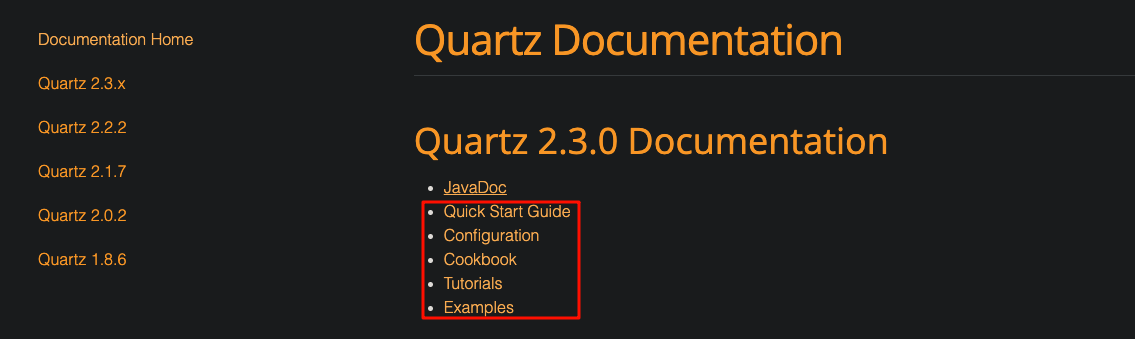 Documentation Home
Quartz 2.3.x
Quartz 2.2.2
Quartz 2.1.7
Quartz 2.0.2
Quartz 1.8.6
Quartz Documentation
Quartz 2.3.0 Documentation
JavaDoc
Quick Start Guide
Configuration
Cookbook
Tutorials
Examples